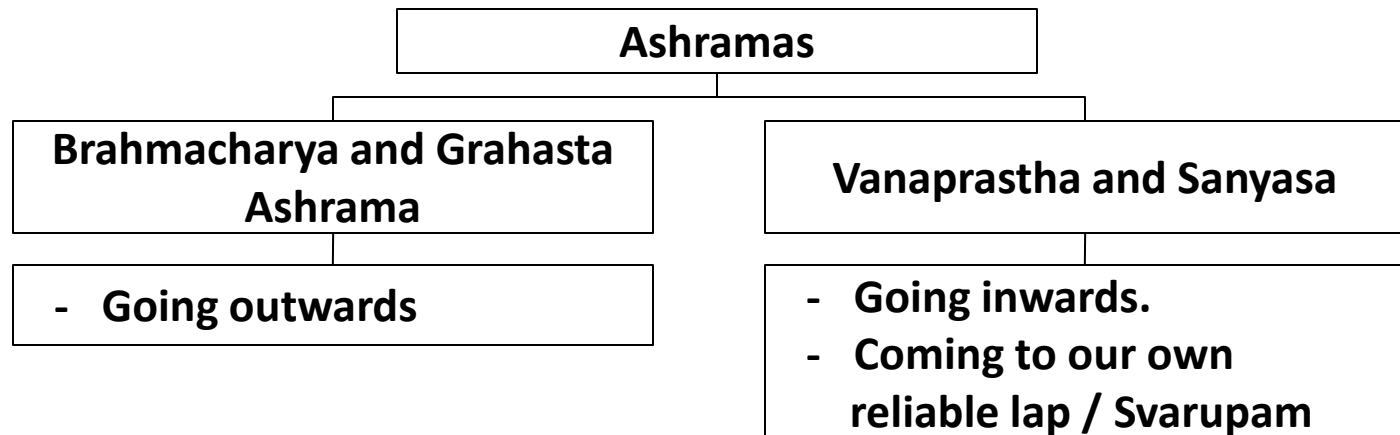 Ashramas
Brahmacharya and Grahasta
Ashrama
- Going outwards
Vanaprastha and Sanyasa
- Going inwards.
- Coming to our own
reliable lap / Svarupam